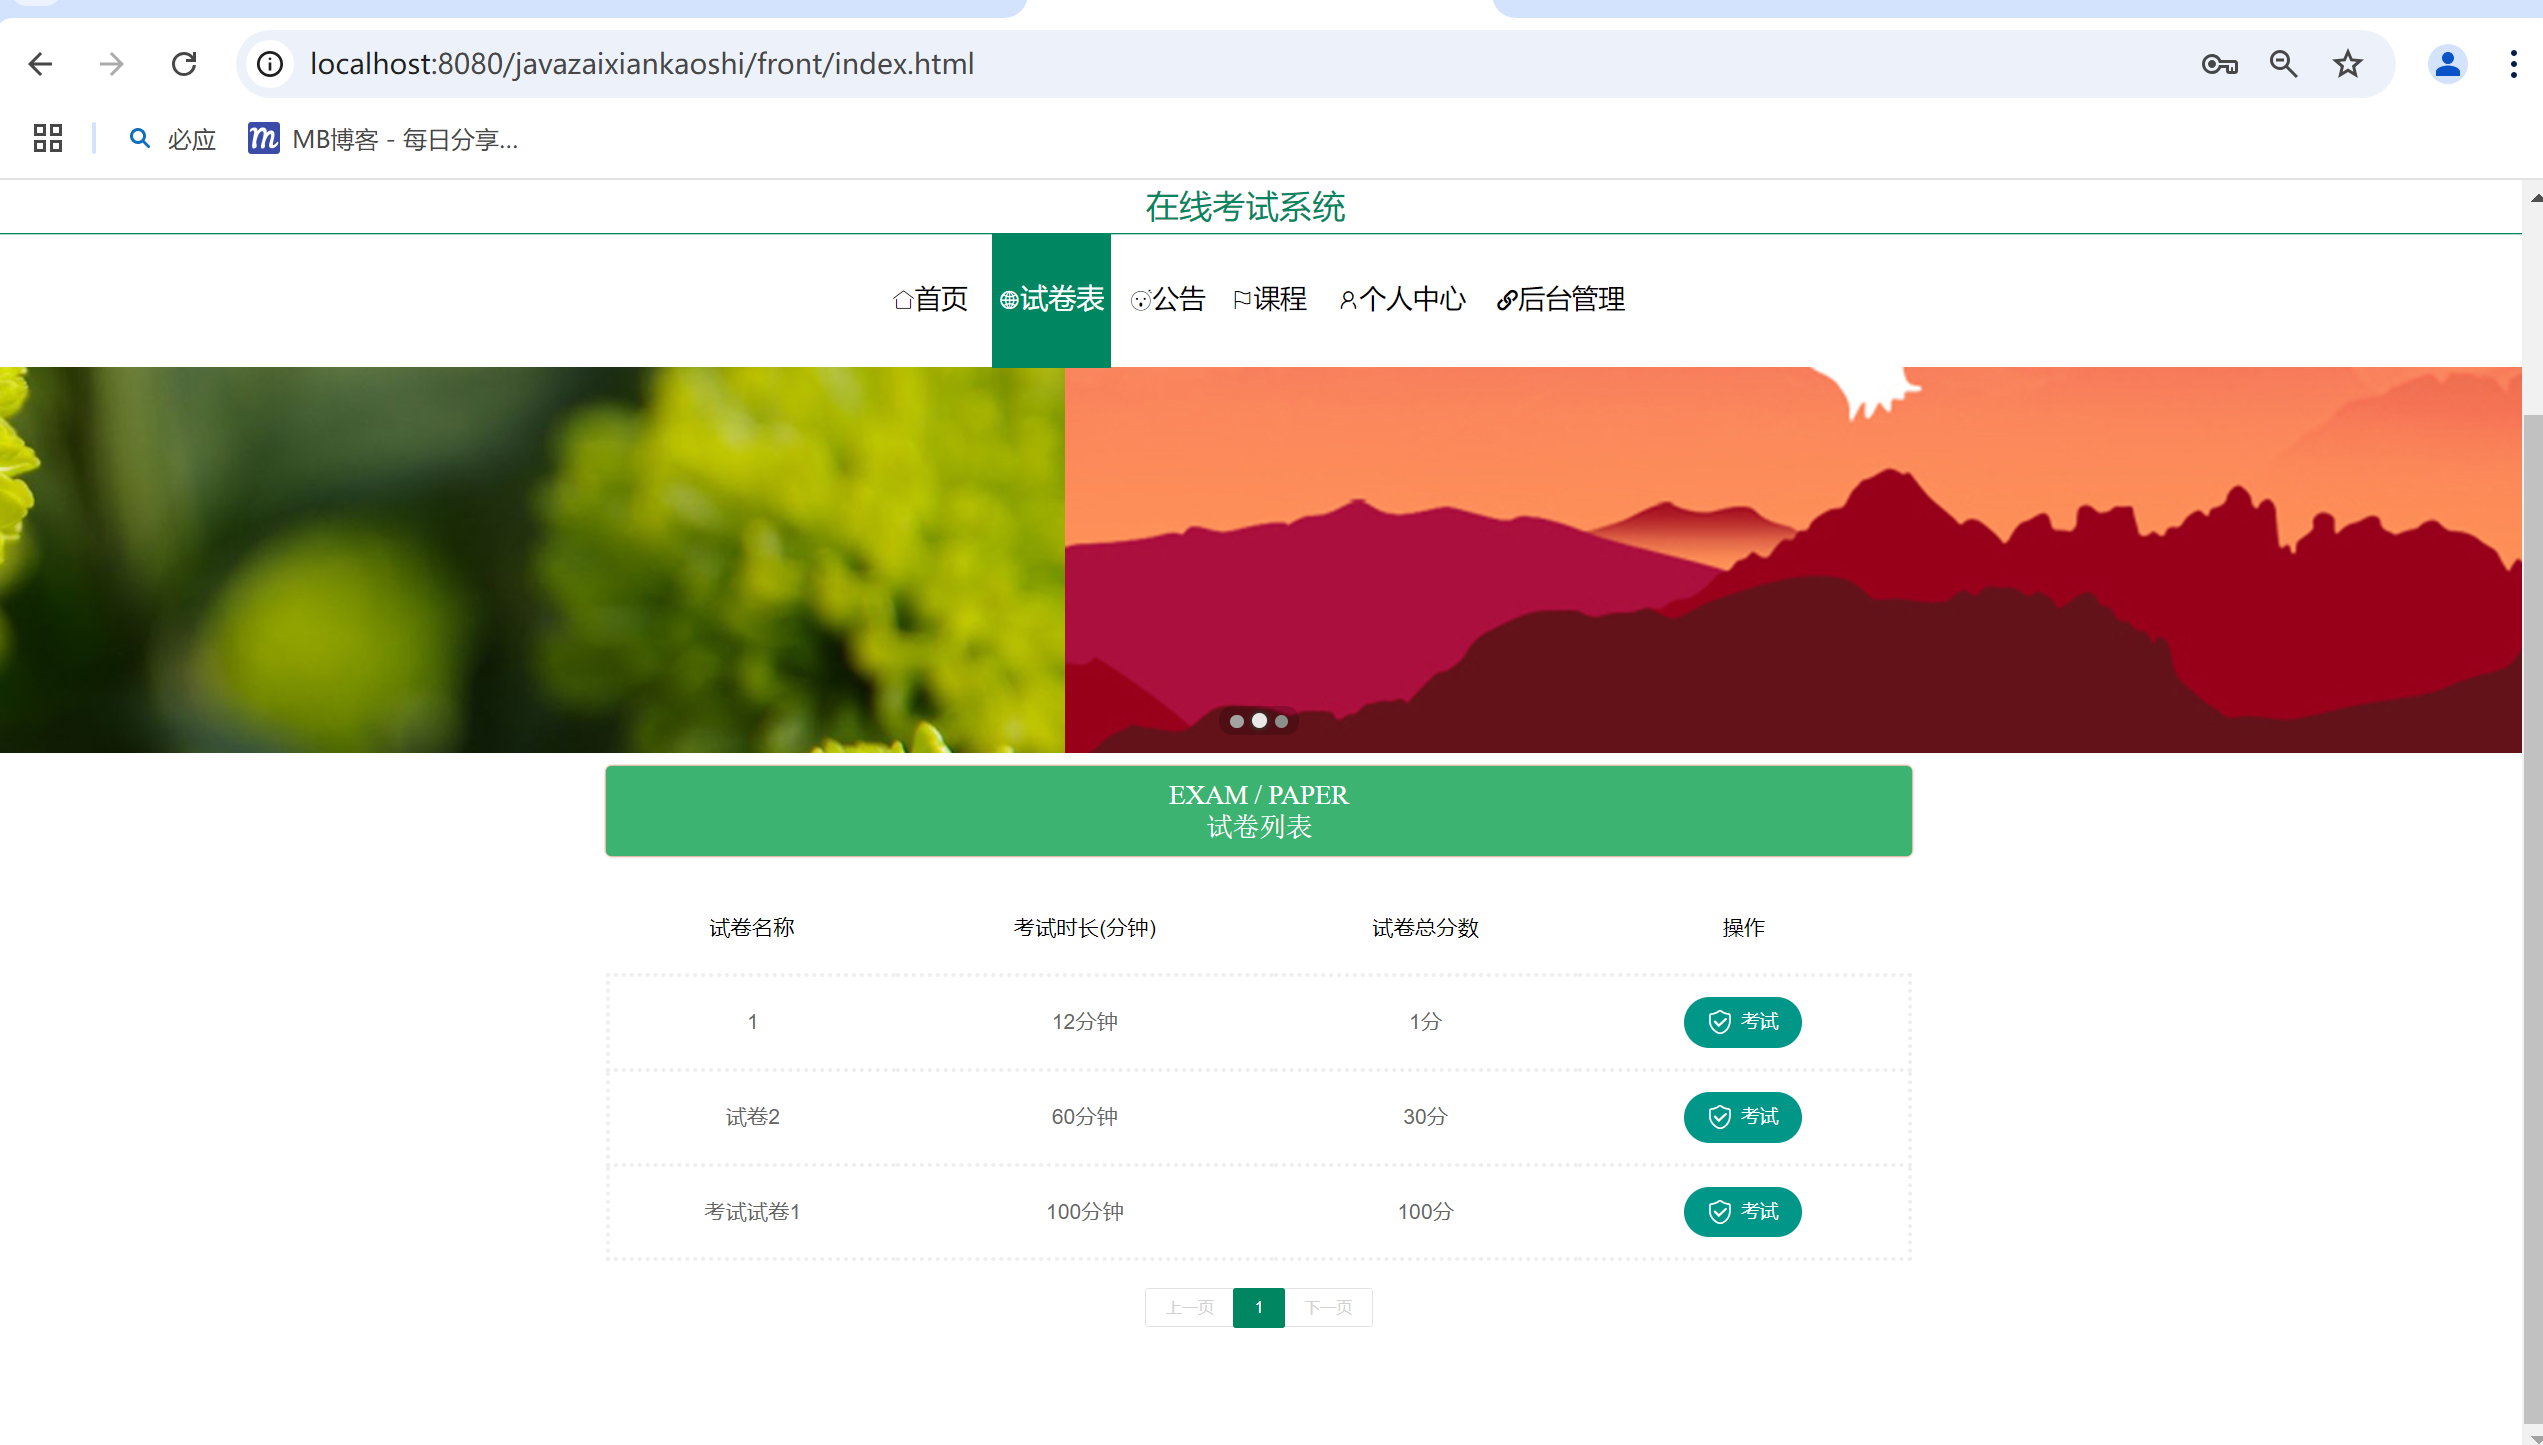 localhost:8080/javazaixiankaoshi/front/index.html
必应 MB博客 - 每日分享...
在线考试系统
首页 试卷表 公告 课程 个人中心 后台管理
EXAM / PAPER
试卷列表
试卷名称 考试时长(分钟) 试卷总分数 操作
1 12分钟 1分 考试
试卷2 60分钟 30分 考试
考试试卷1 100分钟 100分 考试
上一页 1 下一页